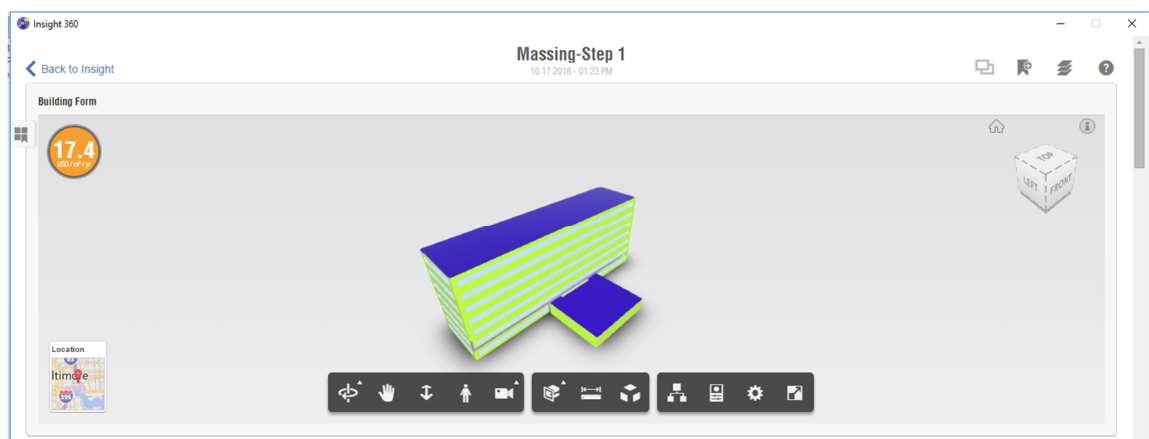 Insight 360
Massing-Step 1
10.17.2016 - 01:22 PM
Back to Insight
Building Form
17.4
USD / m² / yr
TOP
LEFT
FRONT
Location
ltimore
395